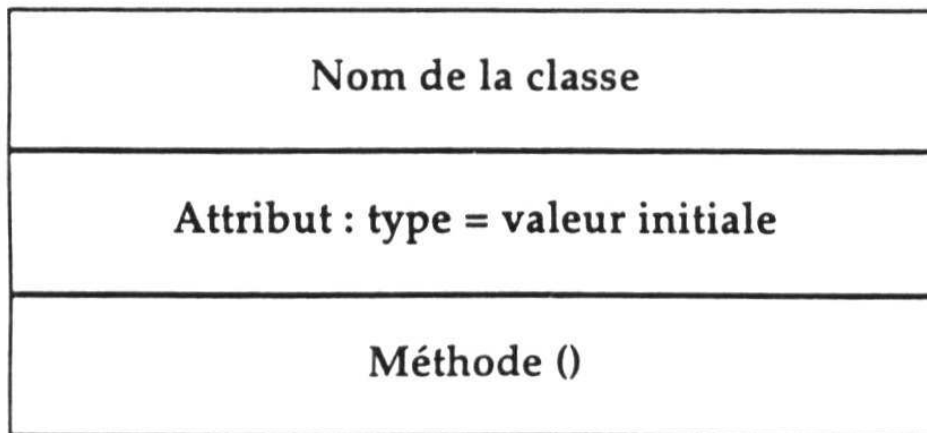 Nom de la classe
Attribut : type = valeur initiale
Méthode ()